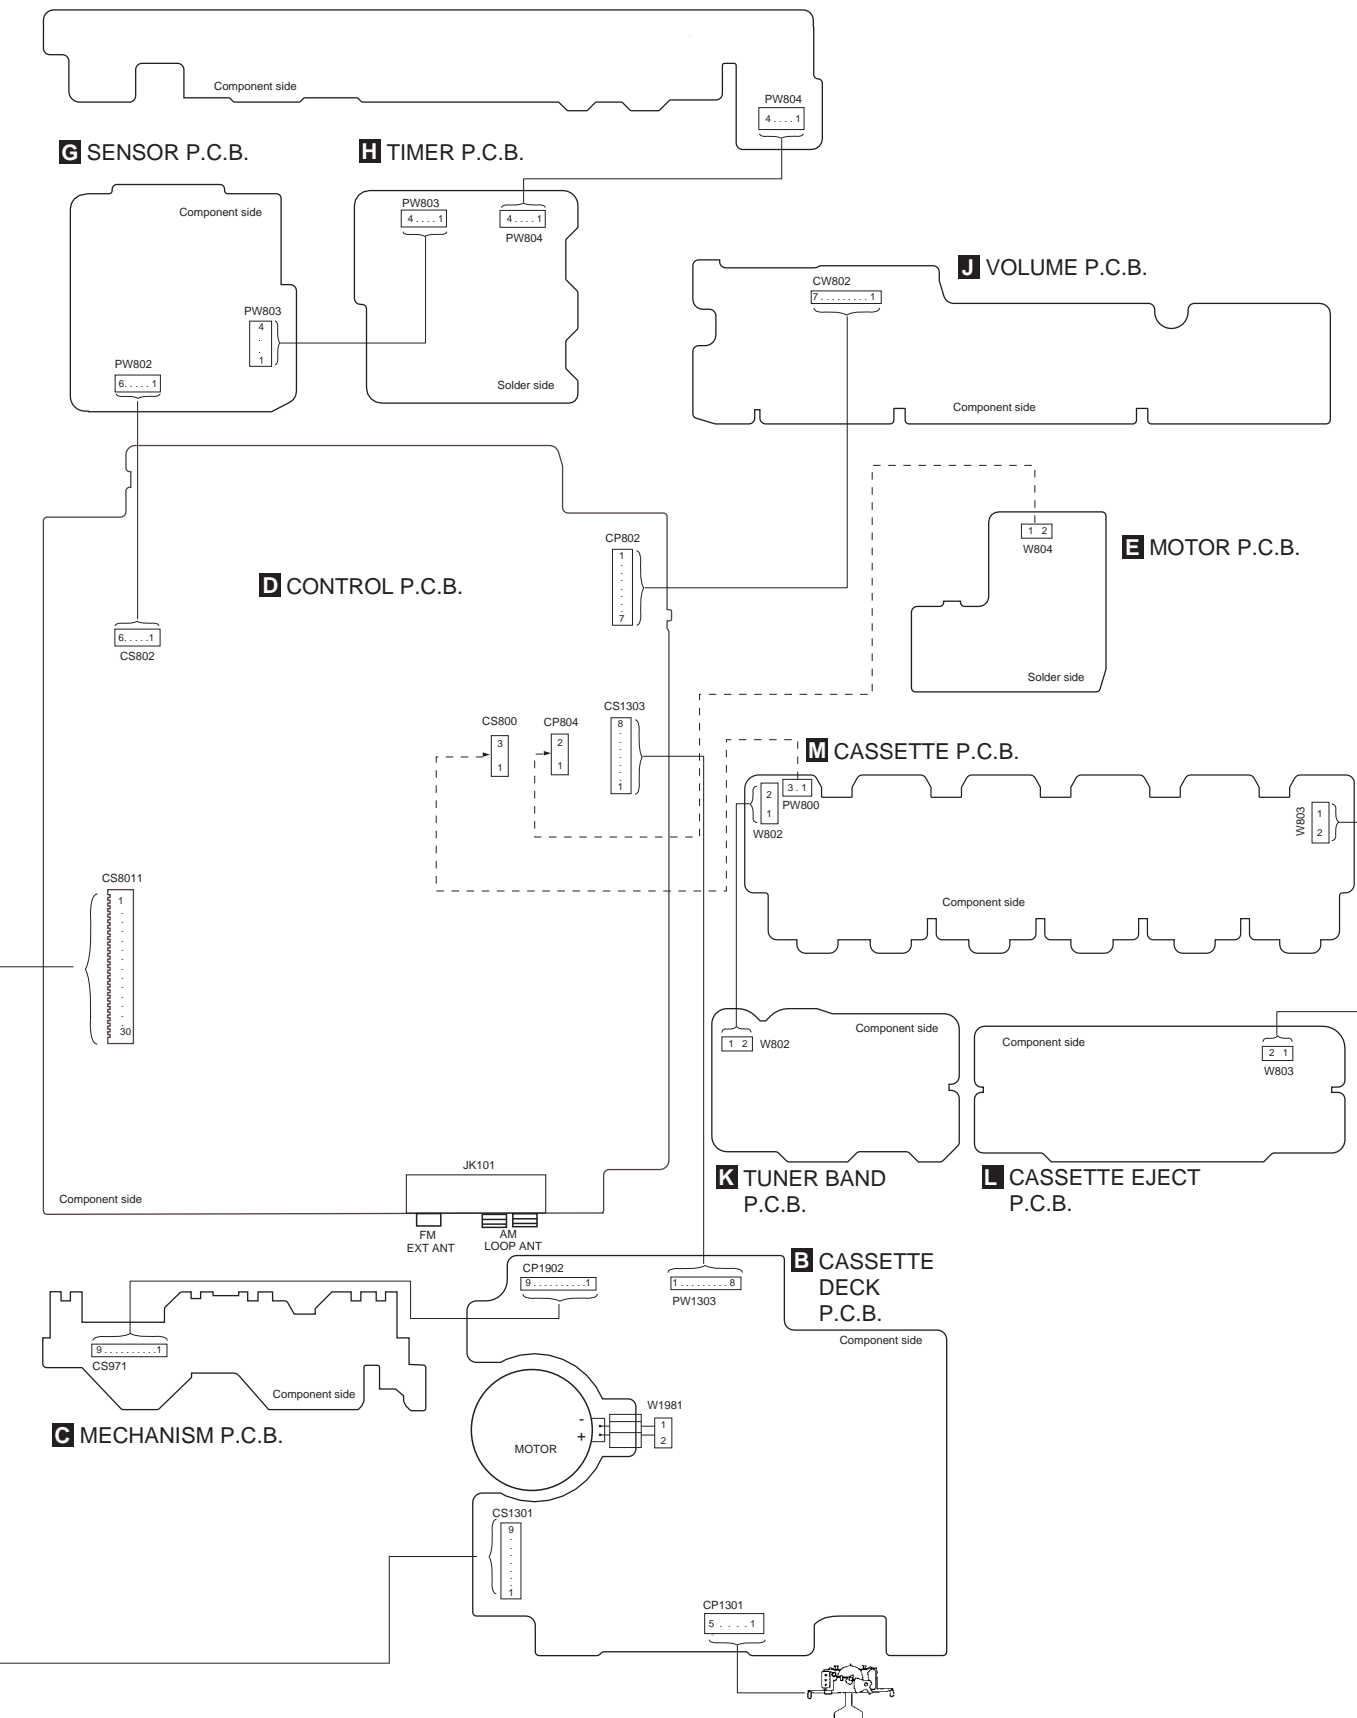 Component side
PW804
4 . . . . 1
G SENSOR P.C.B.
H TIMER P.C.B.
Component side
PW803
4 . . . . 1
4 . . . . 1
PW804
PW803
4
.
.
1
PW802
6 . . . . . 1
Solder side
J VOLUME P.C.B.
CW802
7 . . . . . . . . . 1
Component side
D CONTROL P.C.B.
CP802
1
.
.
.
.
.
7
6 . . . . . 1
CS802
1 2
W804
E MOTOR P.C.B.
Solder side
CS800
3
1
CP804
2
1
CS1303
8
.
.
.
.
.
.
1
M CASSETTE P.C.B.
2
1
W802
3 . 1
PW800
W803
1
2
Component side
CS8011
1
.
.
.
.
.
.
.
.
.
.
.
.
30
Component side
1 2 W802
Component side
2 1
W803
K TUNER BAND
P.C.B.
L CASSETTE EJECT
P.C.B.
JK101
Component side
FM
EXT ANT
AM
LOOP ANT
B CASSETTE
DECK
P.C.B.
CP1902
9 . . . . . . . . . . 1
1 . . . . . . . . . 8
PW1303
Component side
9 . . . . . . . . . . 1
CS971
Component side
C MECHANISM P.C.B.
W1981
-
+
1
2
MOTOR
CS1301
9
.
.
.
.
.
.
.
1
CP1301
5 . . . . 1